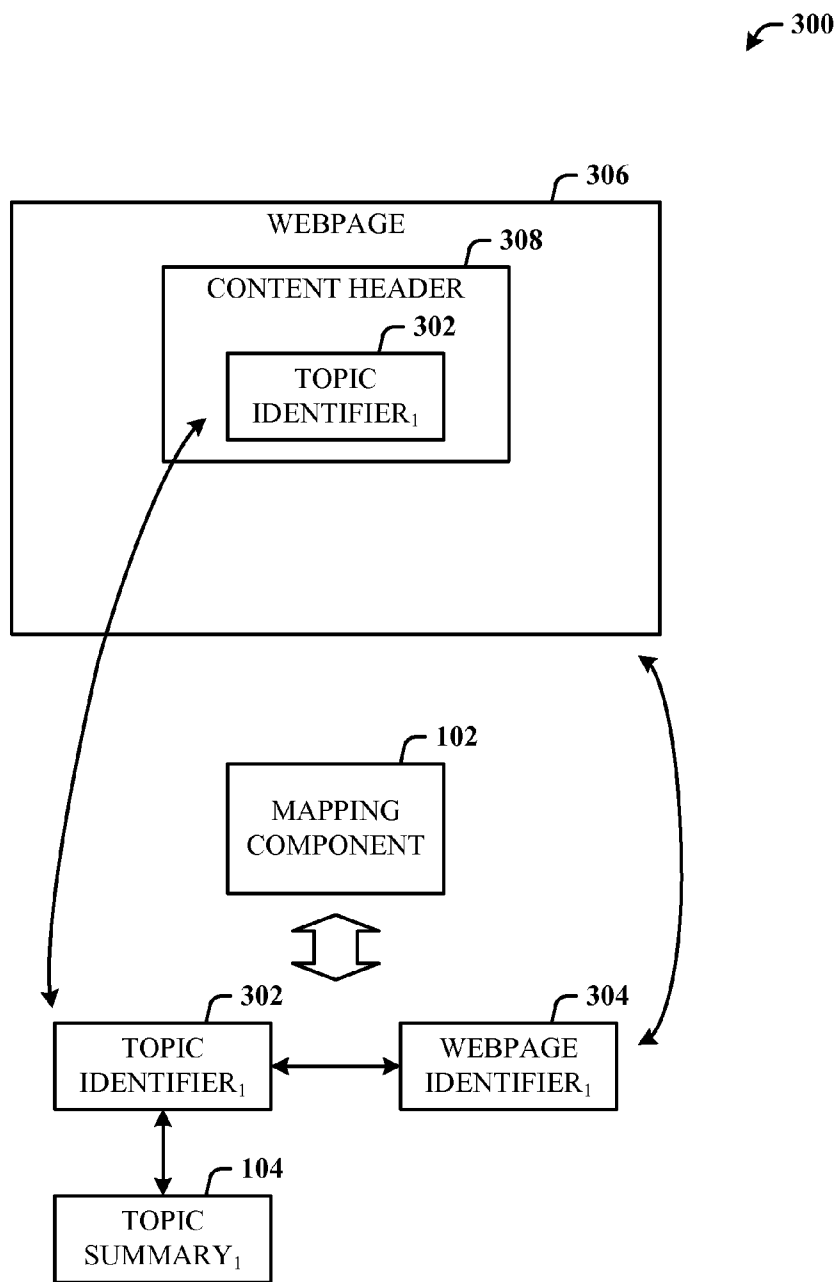 300
306
WEBPAGE
308
CONTENT HEADER
302
TOPIC
IDENTIFIER₁
102
MAPPING
COMPONENT
302
TOPIC
IDENTIFIER₁
304
WEBPAGE
IDENTIFIER₁
104
TOPIC
SUMMARY₁